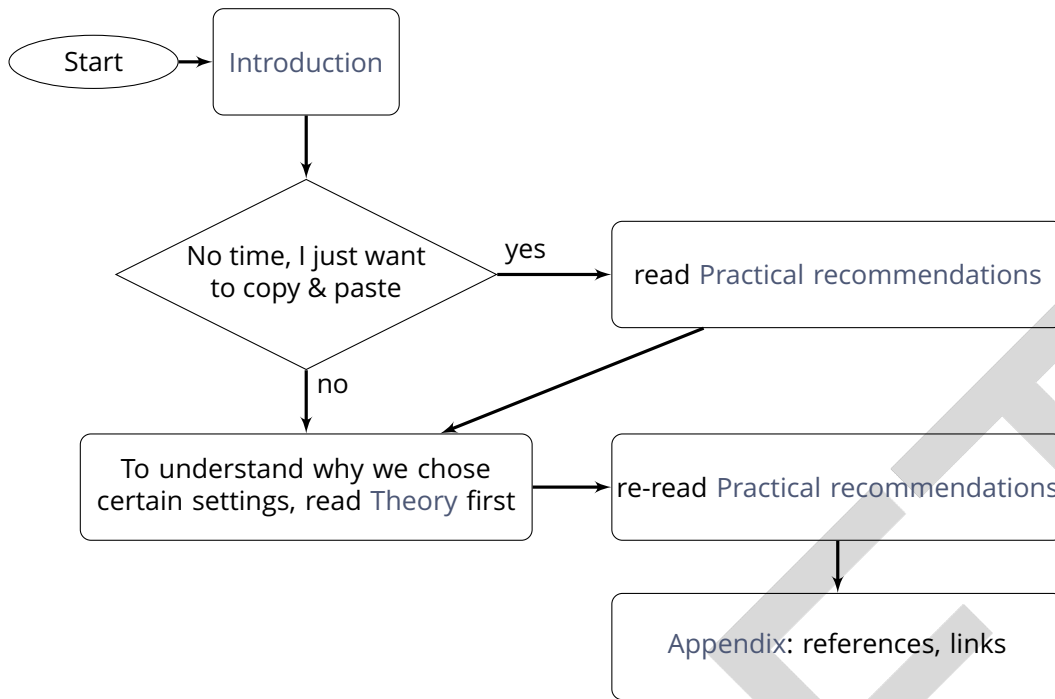 Start
Introduction
No time, I just want
to copy & paste
yes
read Practical recommendations
no
To understand why we chose
certain settings, read Theory first
re-read Practical recommendations
Appendix: references, links